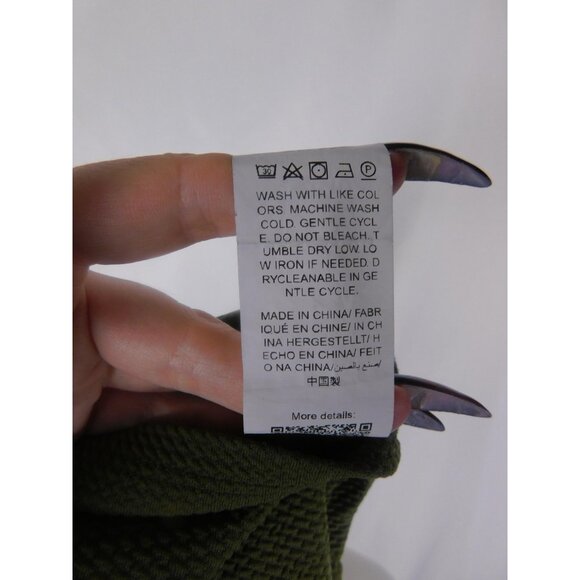 30 P
WASH WITH LIKE COL
ORS. MACHINE WASH
COLD. GENTLE CYCL
E. DO NOT BLEACH. T
UMBLE DRY LOW. LO
W IRON IF NEEDED. D
RYCLEANABLE IN GE
NTLE CYCLE.
MADE IN CHINA/ FABR
IQUÉ EN CHINE/ IN CH
INA HERGESTELLT/ H
ECHO EN CHINA/ FEIT
O NA CHINA/صنع بالصين/
中国製
More details: